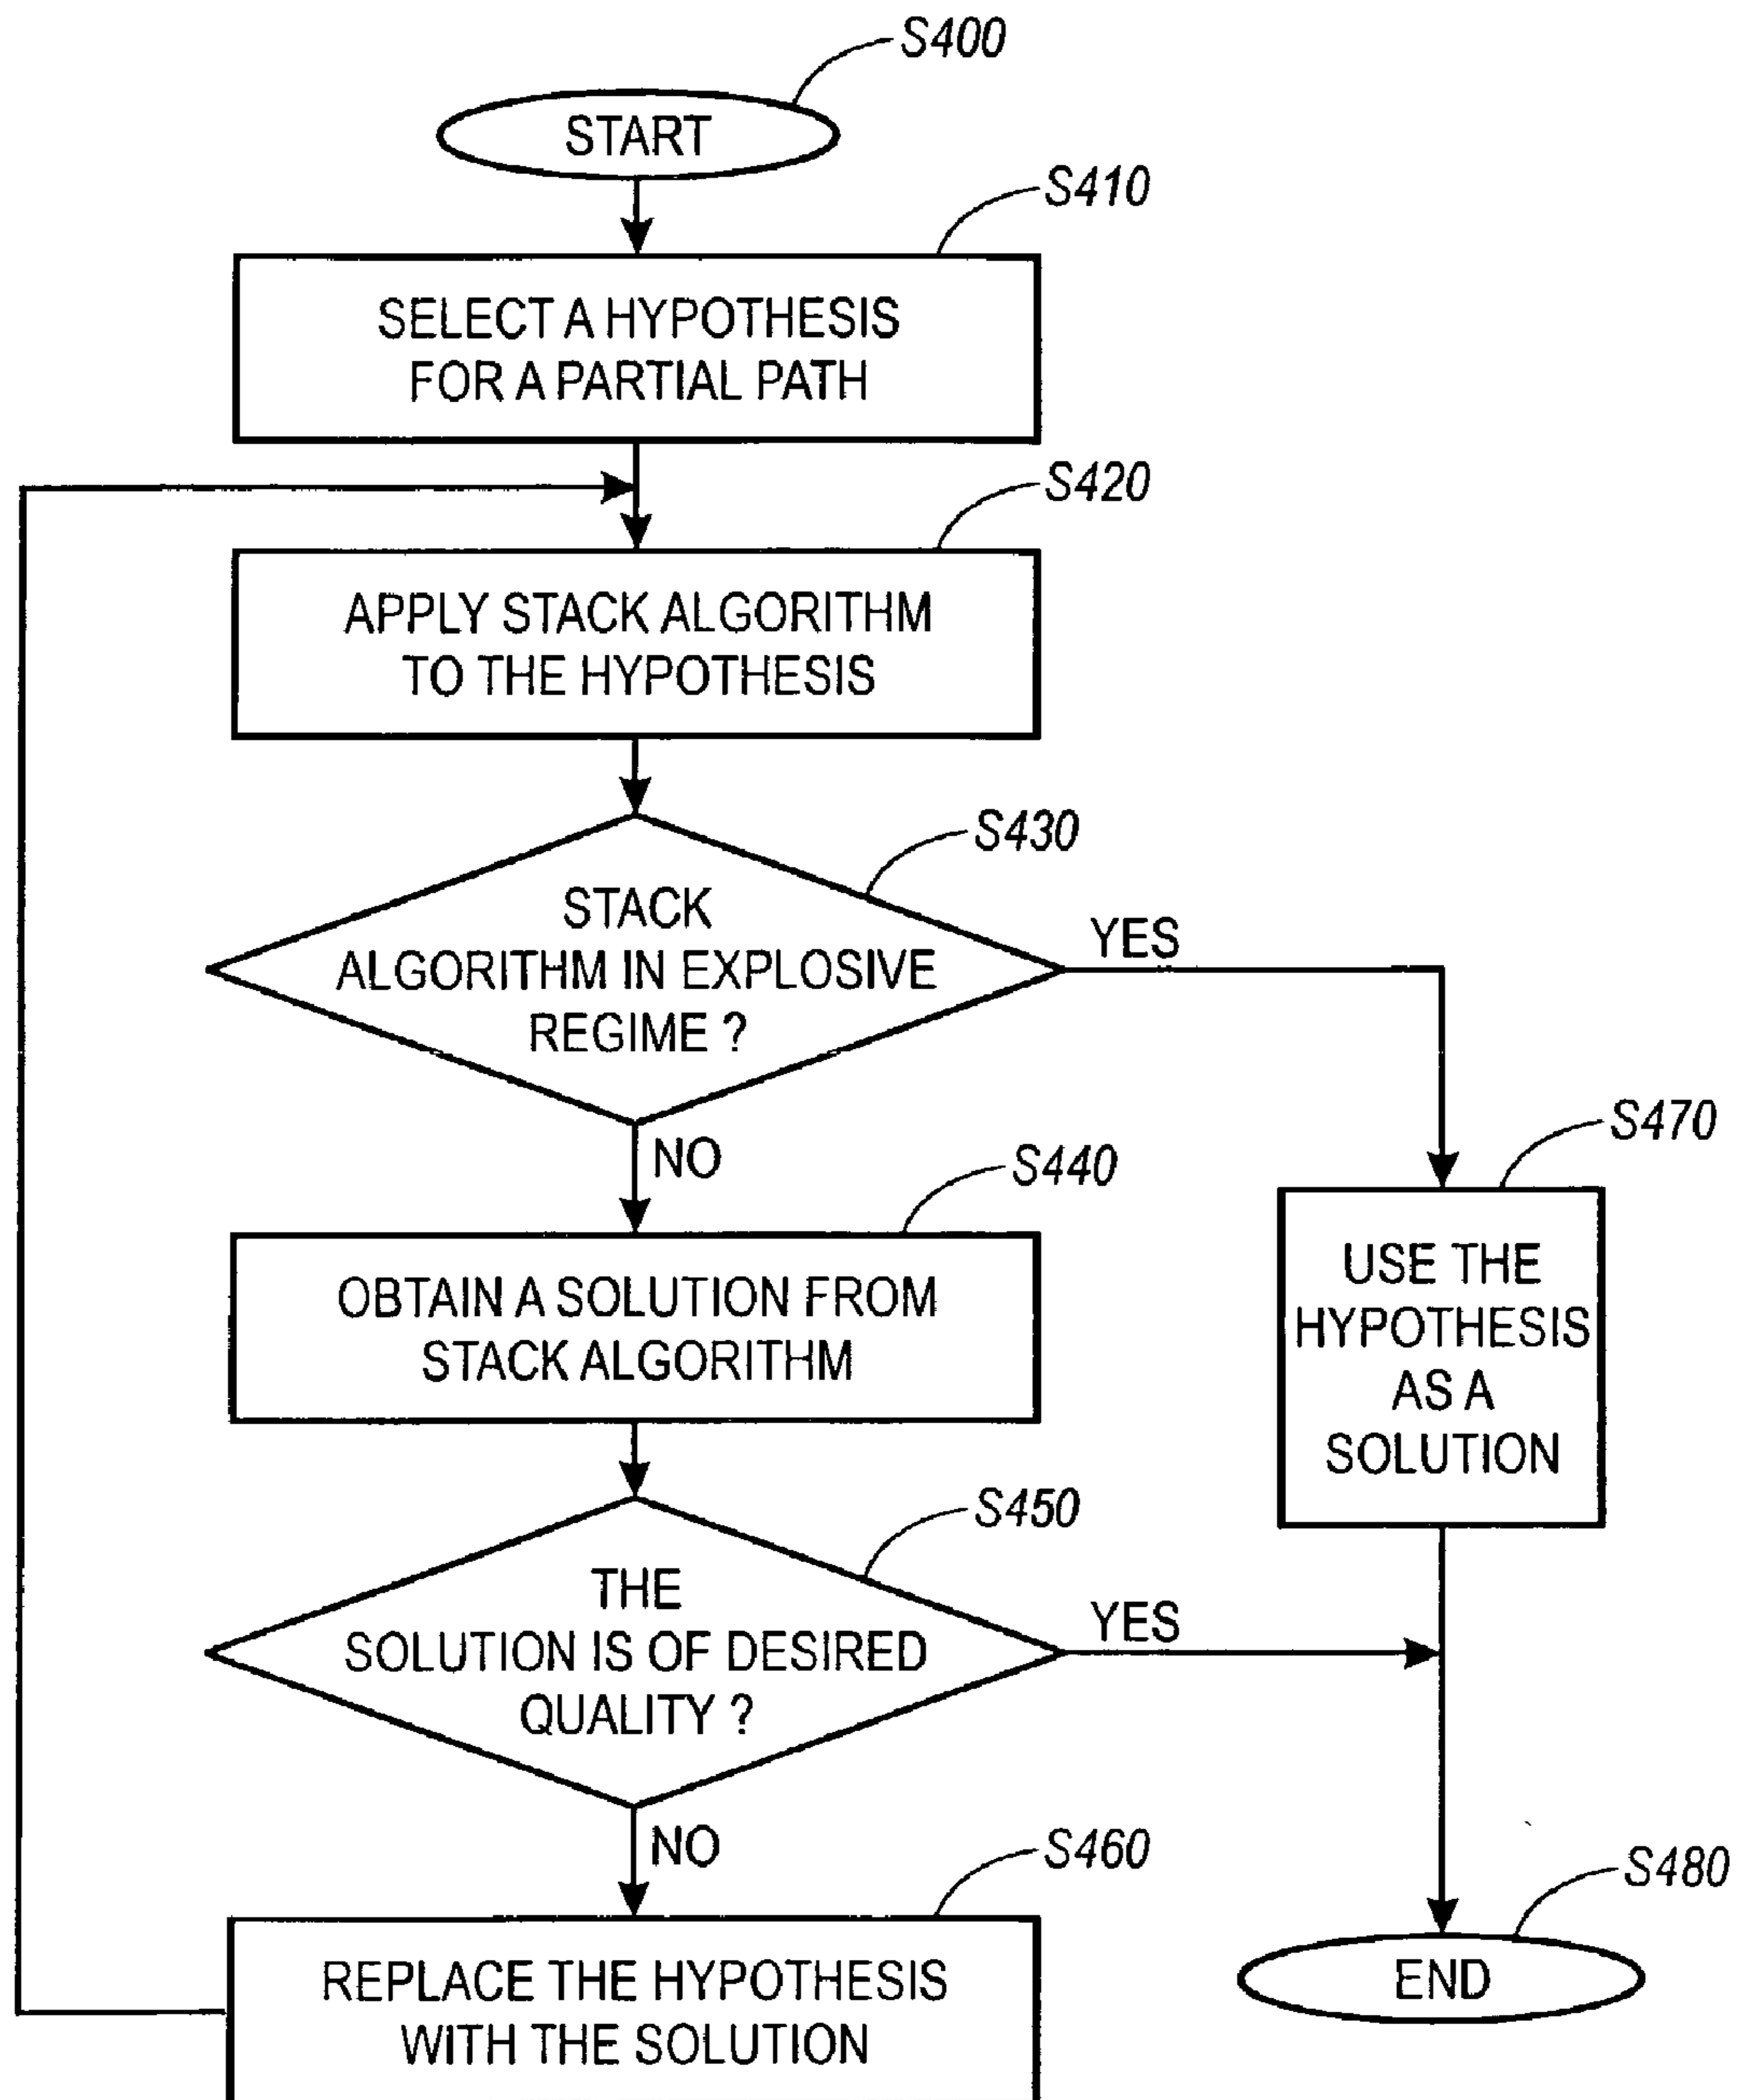 S400
START
S410
SELECT A HYPOTHESIS
FOR A PARTIAL PATH
S420
APPLY STACK ALGORITHM
TO THE HYPOTHESIS
S430
STACK
ALGORITHM IN EXPLOSIVE
REGIME ?
YES
NO
S440
OBTAIN A SOLUTION FROM
STACK ALGORITHM
S470
USE THE
HYPOTHESIS
AS A
SOLUTION
S450
THE
SOLUTION IS OF DESIRED
QUALITY ?
YES
NO
S460
REPLACE THE HYPOTHESIS
WITH THE SOLUTION
S480
END